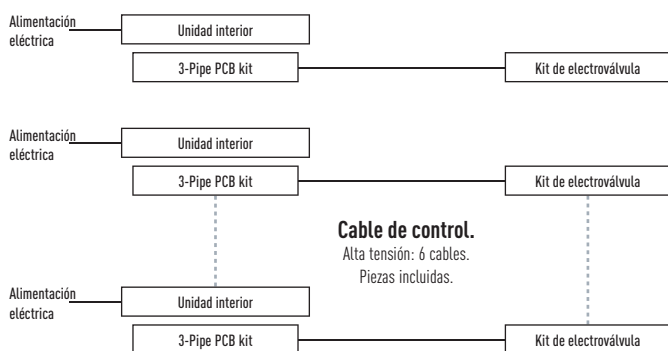 Alimentación
eléctrica
Unidad interior
3-Pipe PCB kit
Kit de electroválvula
Alimentación
eléctrica
Unidad interior
3-Pipe PCB kit
Kit de electroválvula
Cable de control.
Alta tensión: 6 cables.
Piezas incluidas.
Alimentación
eléctrica
Unidad interior
3-Pipe PCB kit
Kit de electroválvula